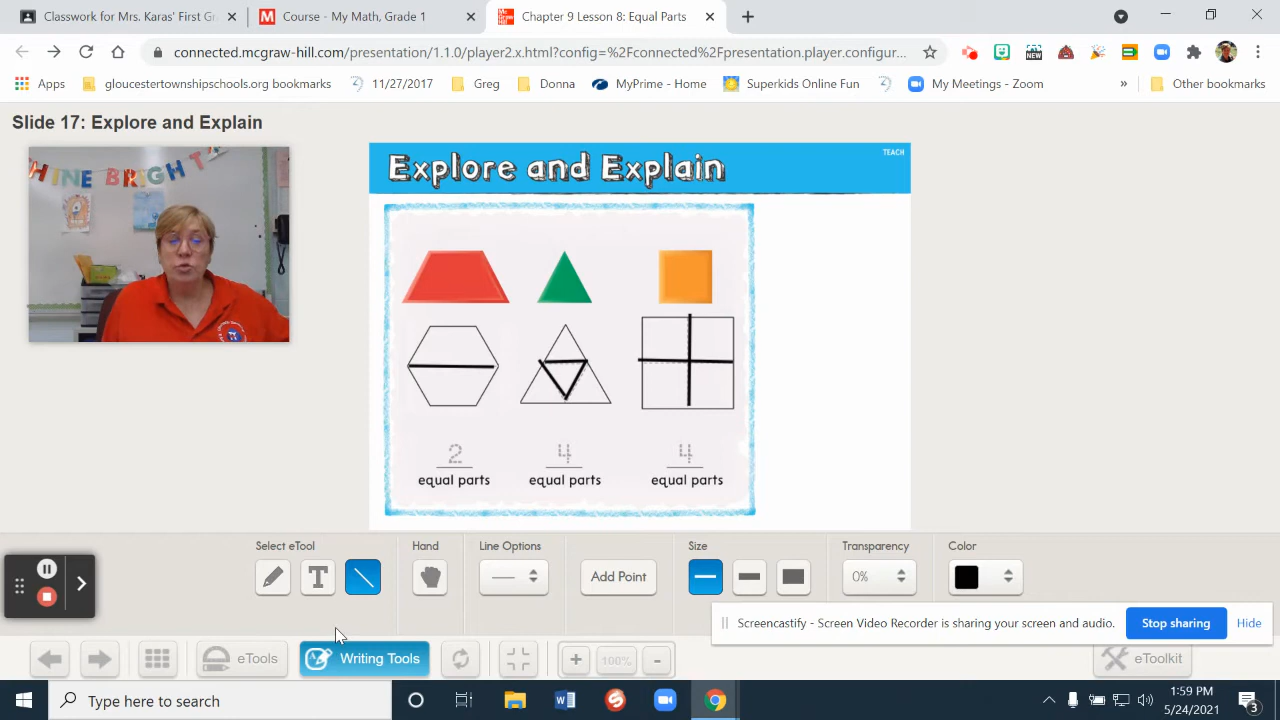 Classwork for Mrs. Karas' First Gr
Course - My Math, Grade 1
Chapter 9 Lesson 8: Equal Parts
connected.mcgraw-hill.com/presentation/1.1.0/player2.x.html?config=%2Fconnected%2Fpresentation.player.configur...
Apps gloucestertownshipschools.org bookmarks 11/27/2017 Greg Donna MyPrime - Home Superkids Online Fun My Meetings - Zoom » Other bookmarks
Slide 17: Explore and Explain
HINE BRIGHT
Explore and Explain
TEACH
2 4 4
equal parts equal parts equal parts
Select eTool Hand Line Options Size Transparency Color
T Add Point 0%
Screencastify - Screen Video Recorder is sharing your screen and audio. Stop sharing Hide
eTools Writing Tools + 100% - eToolkit
Type here to search
1:59 PM
5/24/2021
3